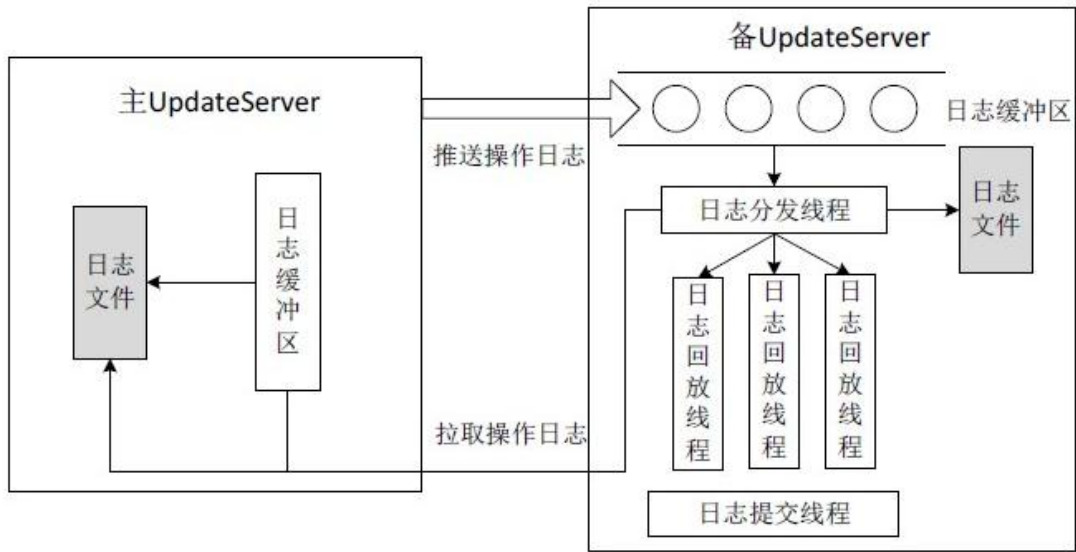 主UpdateServer
日志
文件
日志缓冲区
推送操作日志
拉取操作日志
备UpdateServer
日志缓冲区
日志分发线程
日志
文件
日志回放线程
日志回放线程
日志回放线程
日志提交线程